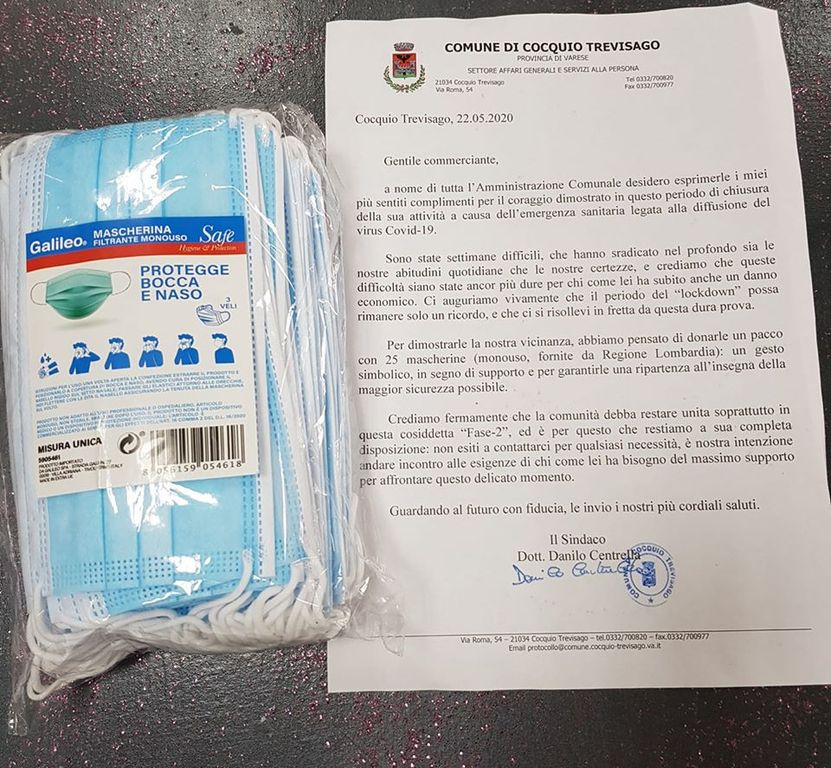 Galileo®
MASCHERINA
FILTRANTE MONOUSO
Safe
Hygiene & Protection
PROTEGGE
BOCCA
E NASO
3
VELI
MISURA UNICA
5905461
PRODOTTO IMPORTATO
MADE IN EXTRA UE
8 056159 054618
COMUNE DI COCQUIO TREVISAGO
PROVINCIA DI VARESE
SETTORE AFFARI GENERALI E SERVIZI ALLA PERSONA
21034 Cocquio Trevisago
Via Roma, 54
Tel 0332/700820
Fax 0332/700977
Cocquio Trevisago, 22.05.2020
Gentile commerciante,
a nome di tutta l'Amministrazione Comunale desidero esprimerle i miei
più sentiti complimenti per il coraggio dimostrato in questo periodo di chiusura
della sua attività a causa dell'emergenza sanitaria legata alla diffusione del
virus Covid-19.
Sono state settimane difficili, che hanno sradicato nel profondo sia le
nostre abitudini quotidiane che le nostre certezze, e crediamo che queste
difficoltà siano state ancor più dure per chi come lei ha subito anche un danno
economico. Ci auguriamo vivamente che il periodo del "lockdown" possa
rimanere solo un ricordo, e che ci si risollevi in fretta da questa dura prova.
Per dimostrarle la nostra vicinanza, abbiamo pensato di donarle un pacco
con 25 mascherine (monouso, fornite da Regione Lombardia): un gesto
simbolico, in segno di supporto e per garantirle una ripartenza all'insegna della
maggior sicurezza possibile.
Crediamo fermamente che la comunità debba restare unita soprattutto in
questa cosiddetta "Fase-2", ed è per questo che restiamo a sua completa
disposizione: non esiti a contattarci per qualsiasi necessità, è nostra intenzione
andare incontro alle esigenze di chi come lei ha bisogno del massimo supporto
per affrontare questo delicato momento.
Guardando al futuro con fiducia, le invio i nostri più cordiali saluti.
Il Sindaco
Dott. Danilo Centrella
COMUNE COCQUIO TREVISAGO
Via Roma, 54 – 21034 Cocquio Trevisago – tel.0332/700820 – fax.0332/700977
Email protocollo@comune.cocquio-trevisago.va.it